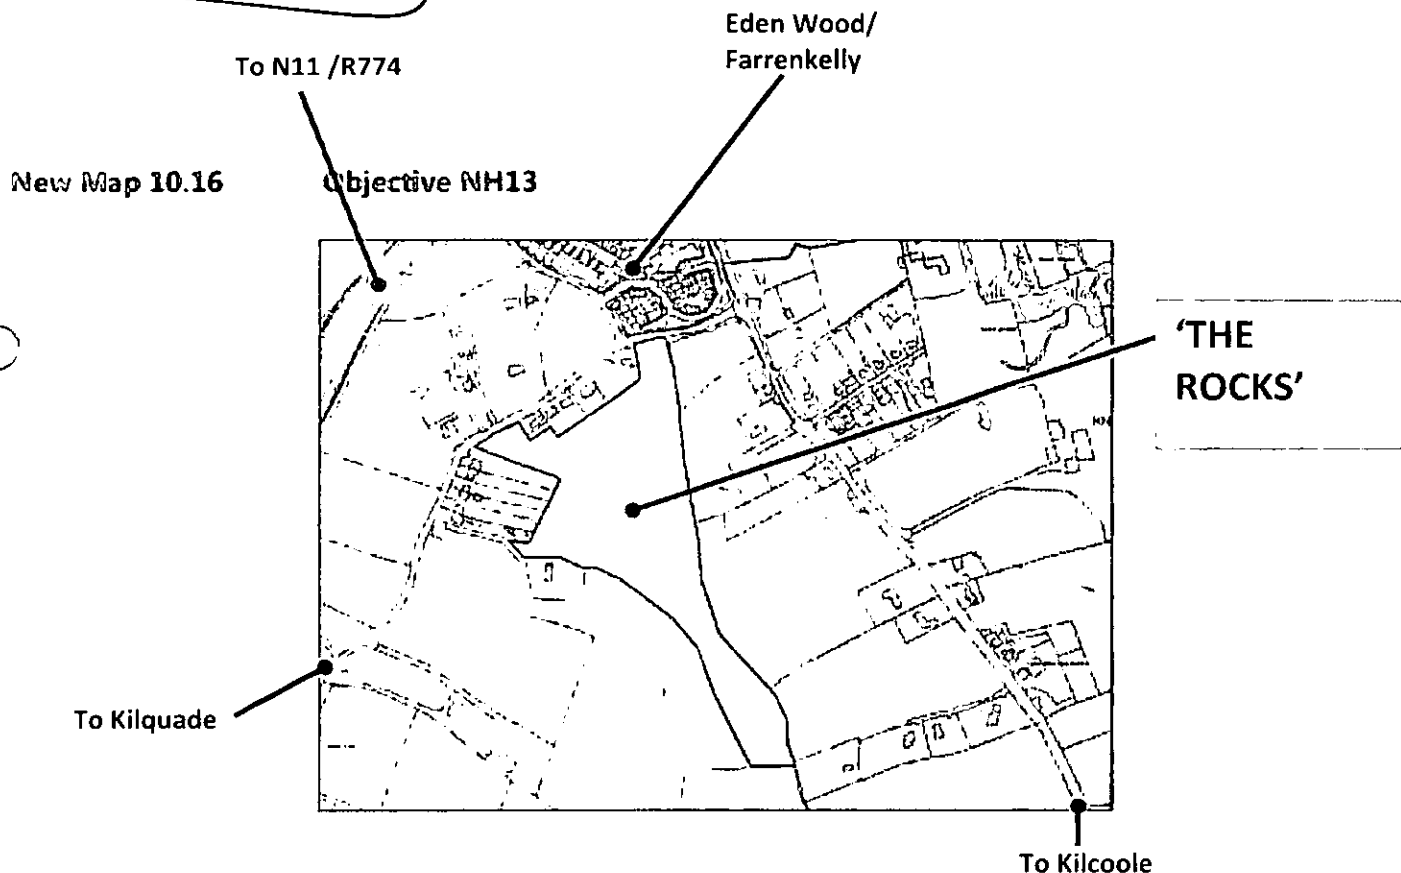 Eden Wood/
Farrenkelly
To N11 /R774
New Map 10.16 Objective NH13
'THE
ROCKS'
To Kilquade
To Kilcoole